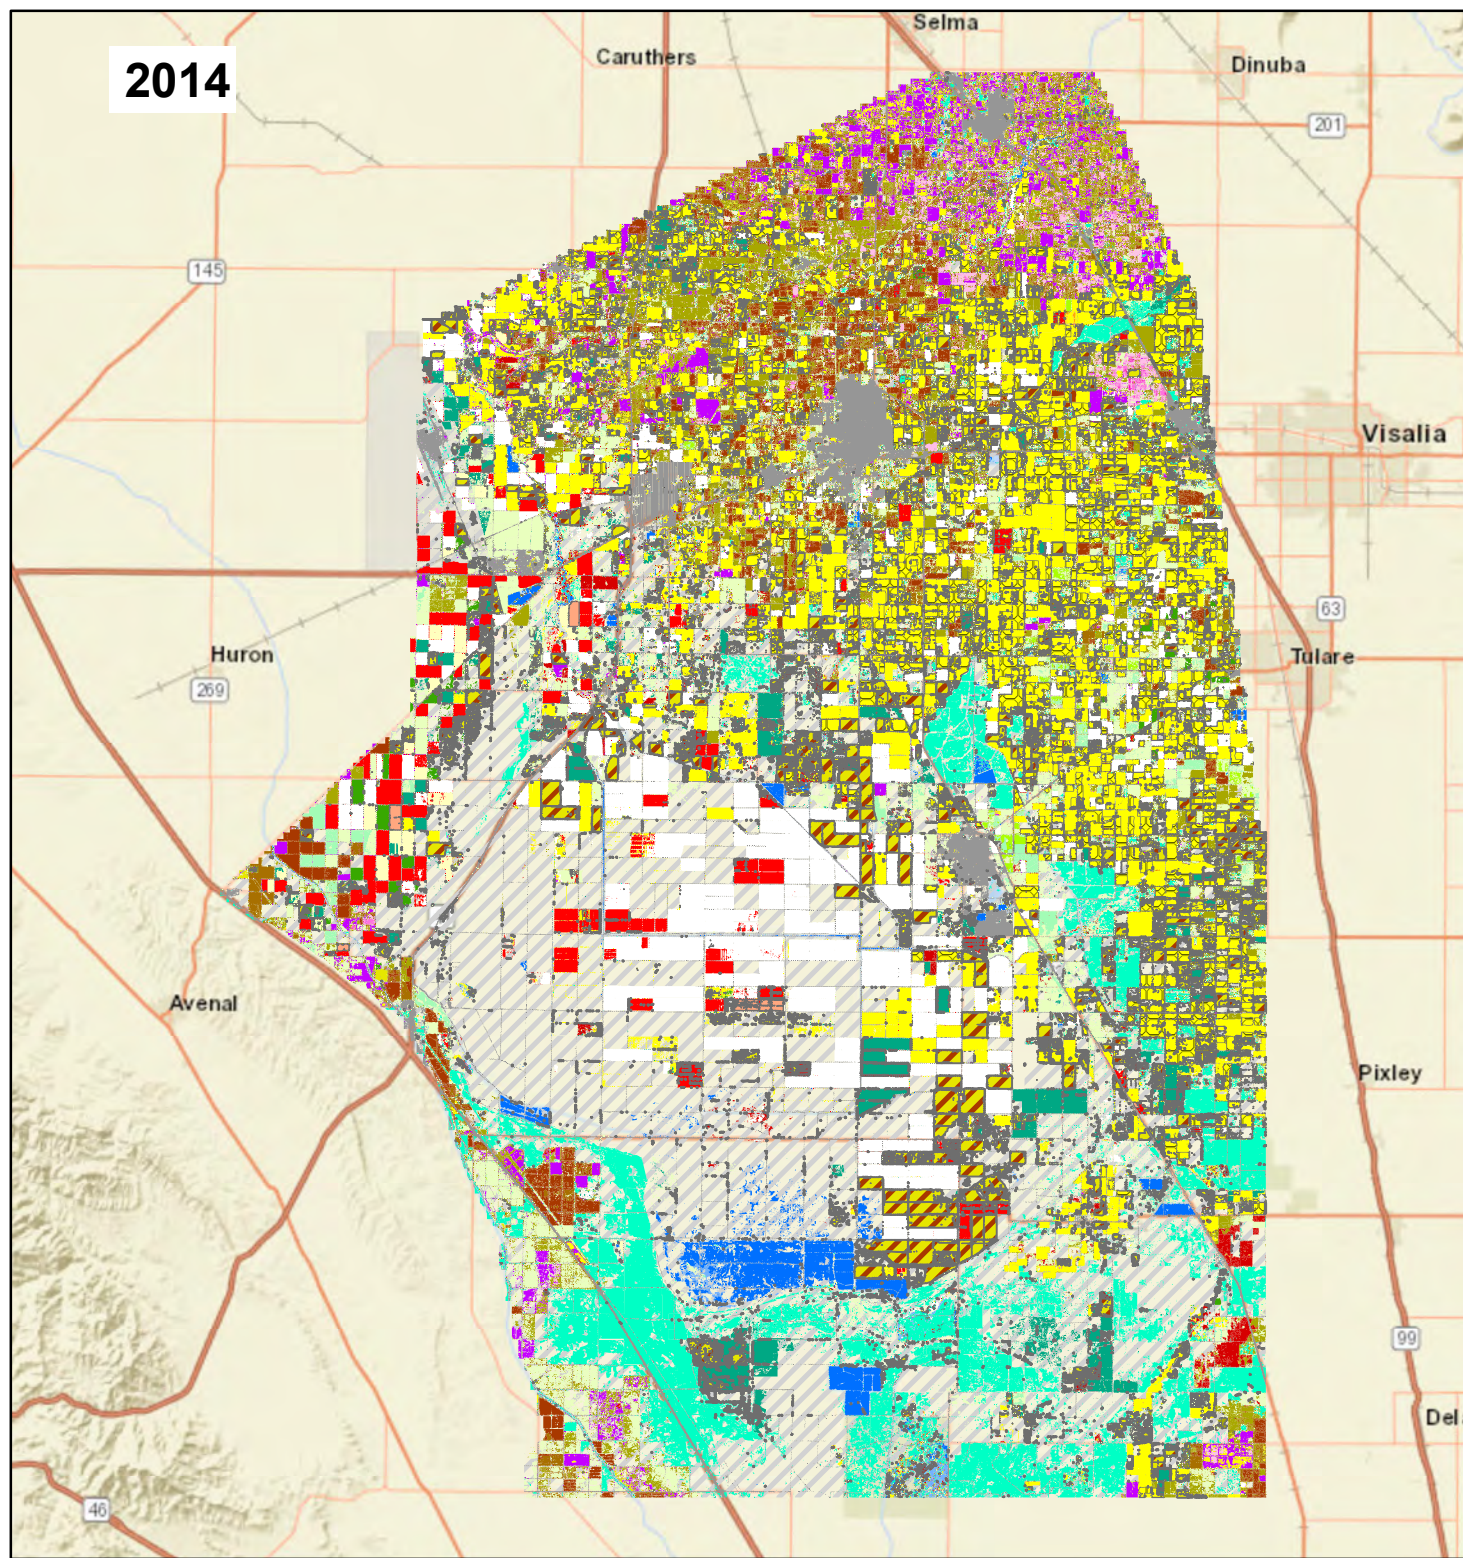 Selma
Caruthers
Dinuba
2014
201
145
Visalia
63
Huron
Tulare
269
Avenal
Pixley
99
Del
46